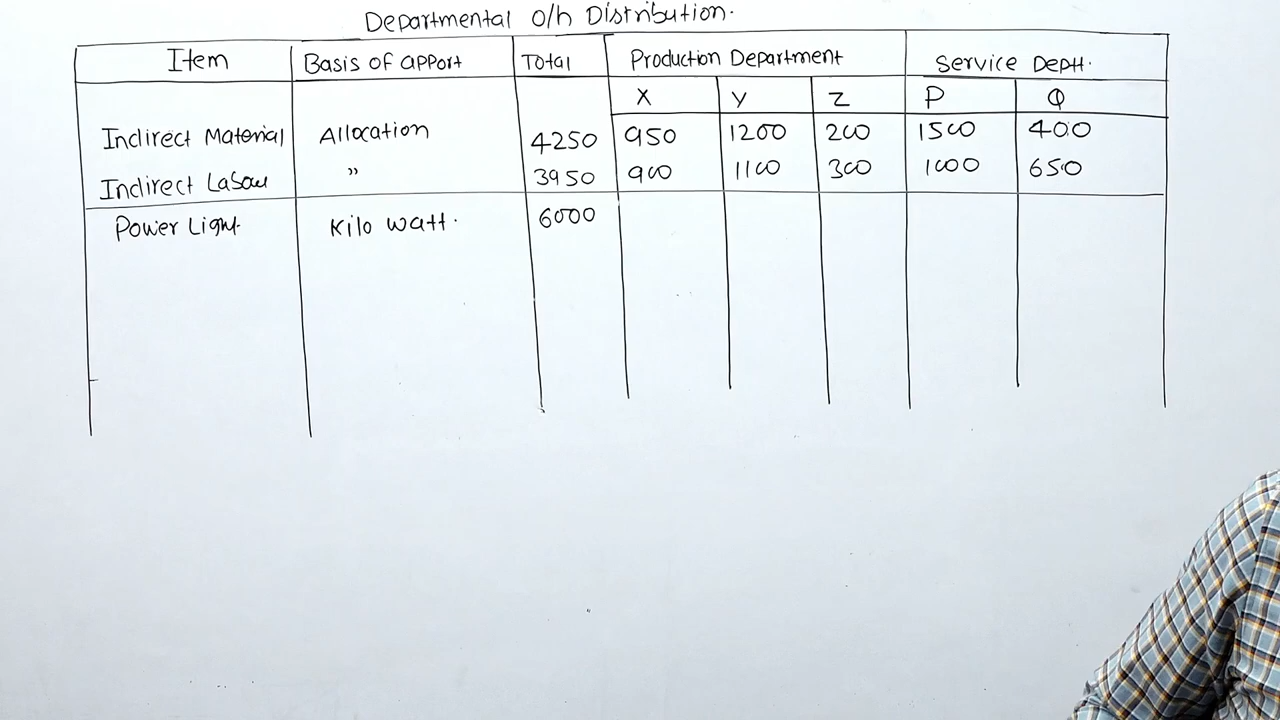 Departmental o/h Distribution.
Item Basis of apport Total Production Department Service Deptt.
X Y Z P Q
Indirect Material Allocation 4250 950 1200 200 1500 400
Indirect Labour " 3950 900 1100 300 1000 650
Power Light. Kilo watt. 6000